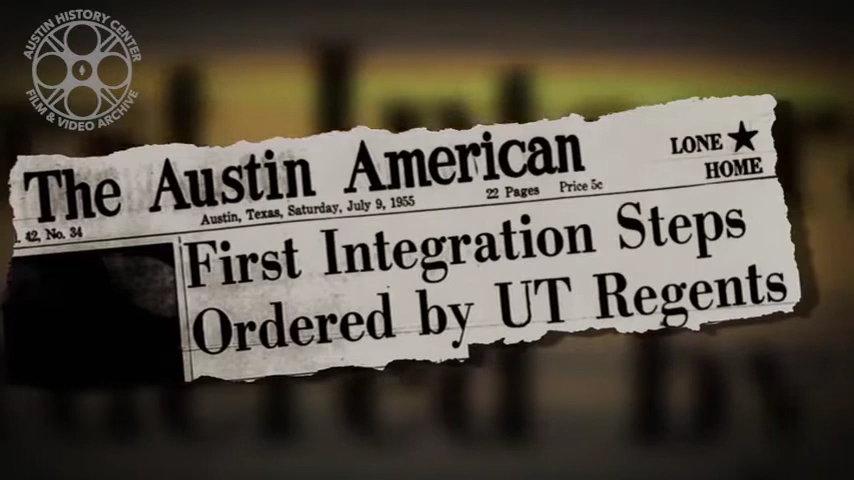 AUSTIN HISTORY CENTER
FILM & VIDEO ARCHIVE
The Austin American
LONE ★ HOME
Austin, Texas, Saturday, July 9, 1955
22 Pages Price 5c
42, No. 34
First Integration Steps
Ordered by UT Regents